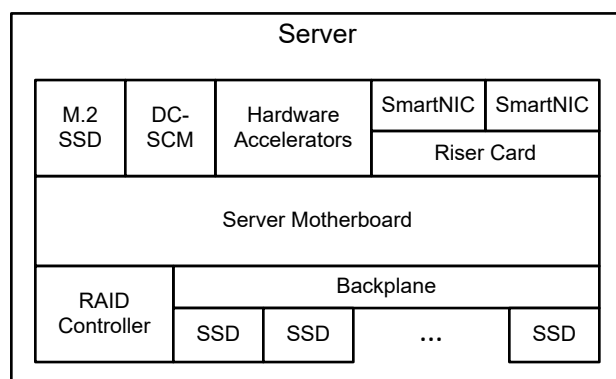 Server
M.2
SSD
DC-
SCM
Hardware
Accelerators
SmartNIC
SmartNIC
Riser Card
Server Motherboard
RAID
Controller
Backplane
SSD
SSD
...
SSD